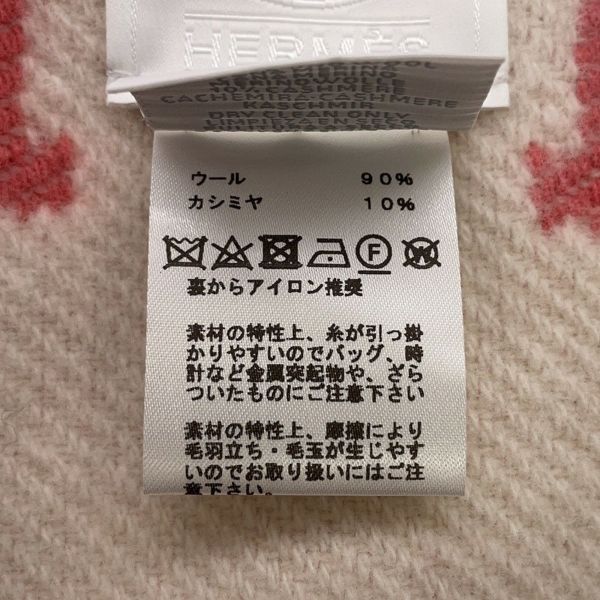 HERMÈS
10% CASHMERE
CACHEMIRE/CASHMERE
KASCHMIR
DRY CLEAN ONLY
ウール 90%
カシミヤ 10%
F
W
裏からアイロン推奨
素材の特性上、糸が引っ掛
かりやすいのでバッグ、時
計など金属突起物や、ざら
ついたものにご注意下さい
素材の特性上、摩擦により
毛羽立ち・毛玉が生じやす
いのでお取り扱いにはご注
意下さい。